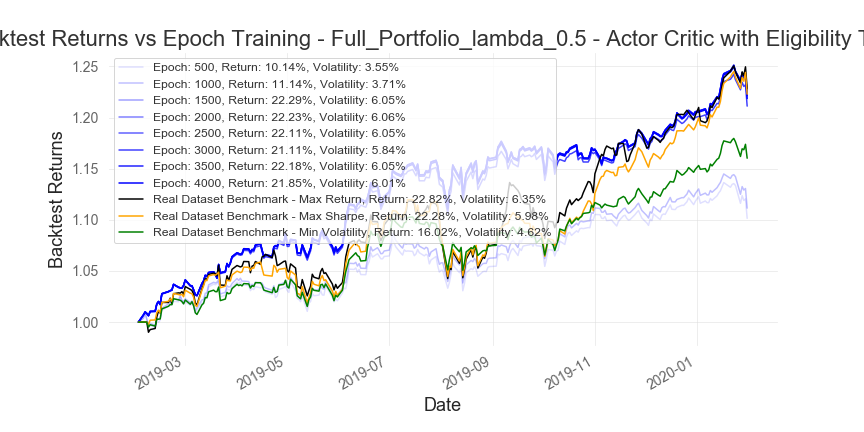 ktest Returns vs Epoch Training - Full_Portfolio_lambda_0.5 - Actor Critic with Eligibility T
Epoch: 500, Return: 10.14%, Volatility: 3.55%
Epoch: 1000, Return: 11.14%, Volatility: 3.71%
Epoch: 1500, Return: 22.29%, Volatility: 6.05%
Epoch: 2000, Return: 22.23%, Volatility: 6.06%
Epoch: 2500, Return: 22.11%, Volatility: 6.05%
Epoch: 3000, Return: 21.11%, Volatility: 5.84%
Epoch: 3500, Return: 22.18%, Volatility: 6.05%
Epoch: 4000, Return: 21.85%, Volatility: 6.01%
Real Dataset Benchmark - Max Return, Return: 22.82%, Volatility: 6.35%
Real Dataset Benchmark - Max Sharpe, Return: 22.28%, Volatility: 5.98%
Real Dataset Benchmark - Min Volatility, Return: 16.02%, Volatility: 4.62%
Backtest Returns
1.25
1.20
1.15
1.10
1.05
1.00
2019-03
2019-05
2019-07
2019-09
2019-11
2020-01
Date